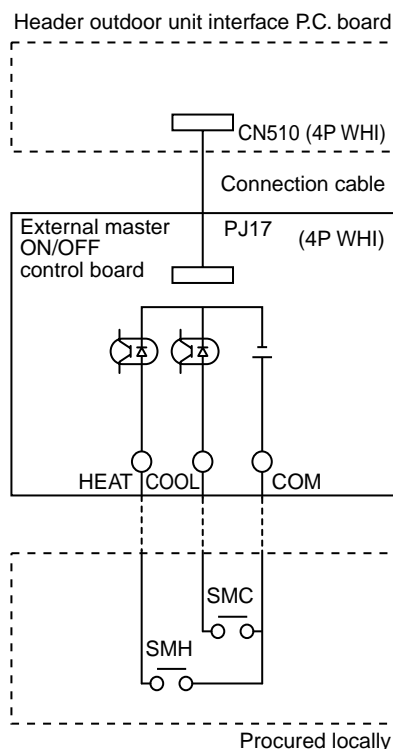 Header outdoor unit interface P.C. board
CN510 (4P WHI)
Connection cable
External master
ON/OFF
control board
PJ17
(4P WHI)
HEAT
COOL
COM
SMC
SMH
Procured locally